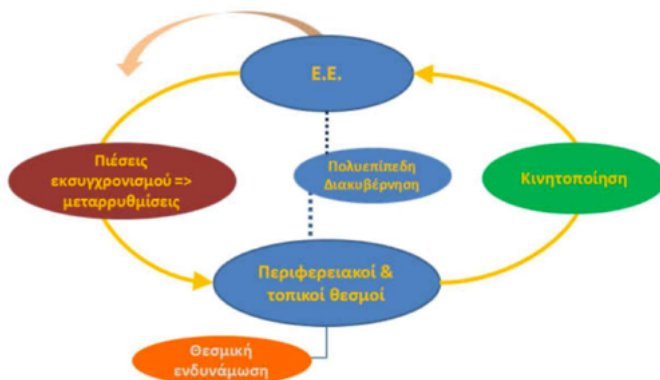 Ε.Ε.
Πιέσεις
εκσυγχρονισμού =>
μεταρρυθμίσεις
Πολυεπίπεδη
Διακυβέρνηση
Κινητοποίηση
Περιφερειακοί &
τοπικοί θεσμοί
Θεσμική
ενδυνάμωση